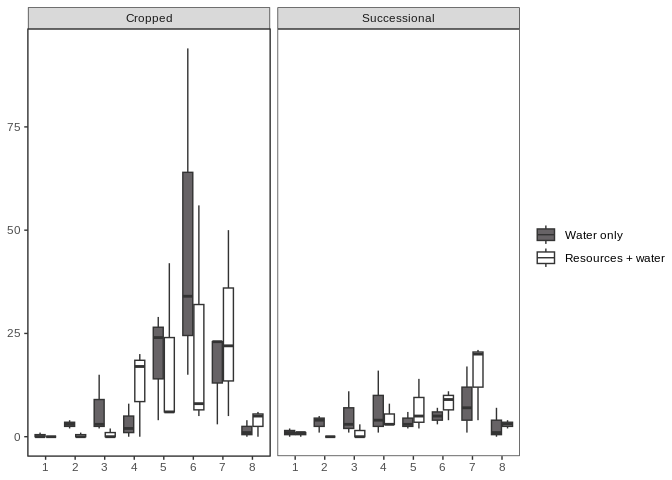 Cropped
Successional
75
50
25
0
1 2 3 4 5 6 7 8
1 2 3 4 5 6 7 8
Water only
Resources + water